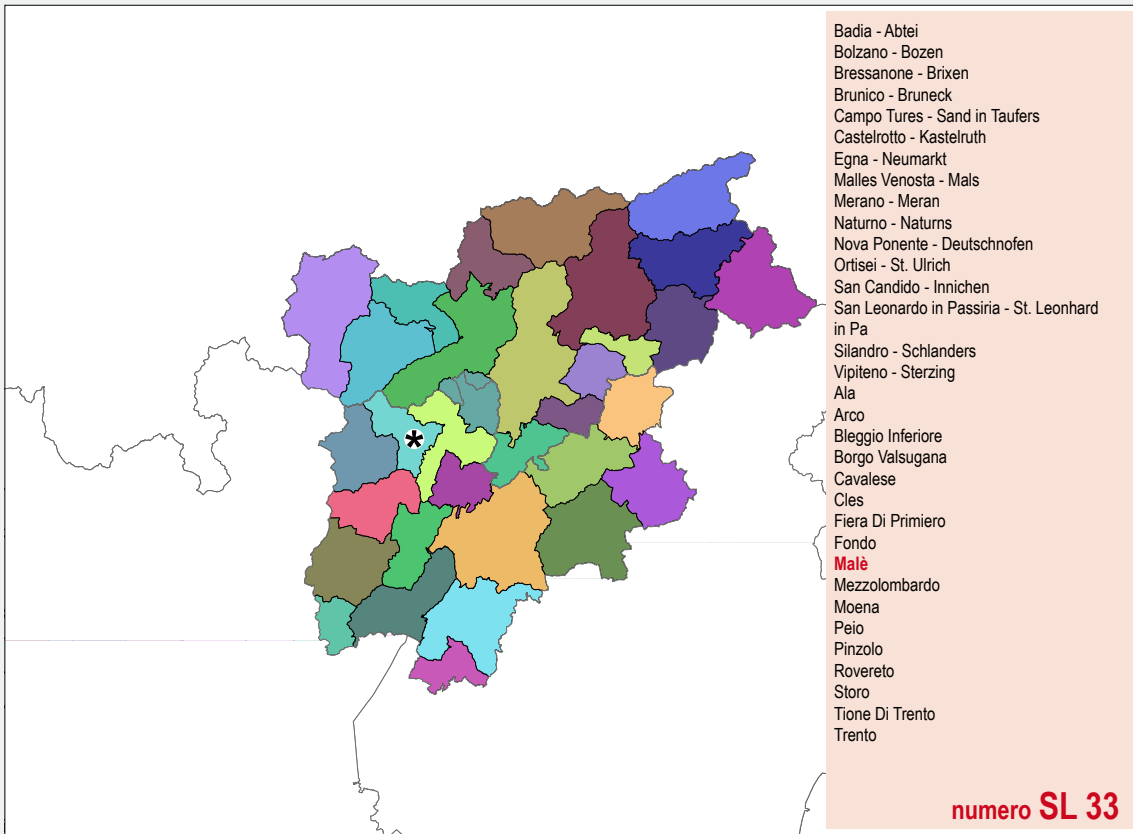 Badia - Abtei
Bolzano - Bozen
Bressanone - Brixen
Brunico - Bruneck
Campo Tures - Sand in Taufers
Castelrotto - Kastelruth
Egna - Neumarkt
Malles Venosta - Mals
Merano - Meran
Naturno - Naturns
Nova Ponente - Deutschnofen
Ortisei - St. Ulrich
San Candido - Innichen
San Leonardo in Passiria - St. Leonhard
in Pa
Silandro - Schlanders
Vipiteno - Sterzing
Ala
Arco
Bleggio Inferiore
Borgo Valsugana
Cavalese
Cles
Fiera Di Primiero
Fondo
Malè
Mezzolombardo
Moena
Peio
Pinzolo
Rovereto
Storo
Tione Di Trento
Trento
numero SL 33
*